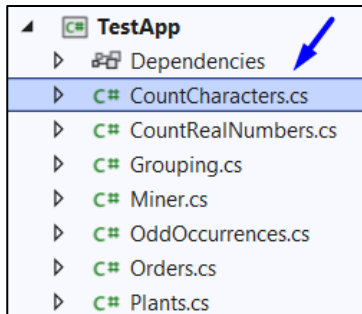 C# TestApp
Dependencies
C# CountCharacters.cs
C# CountRealNumbers.cs
C# Grouping.cs
C# Miner.cs
C# OddOccurrences.cs
C# Orders.cs
C# Plants.cs